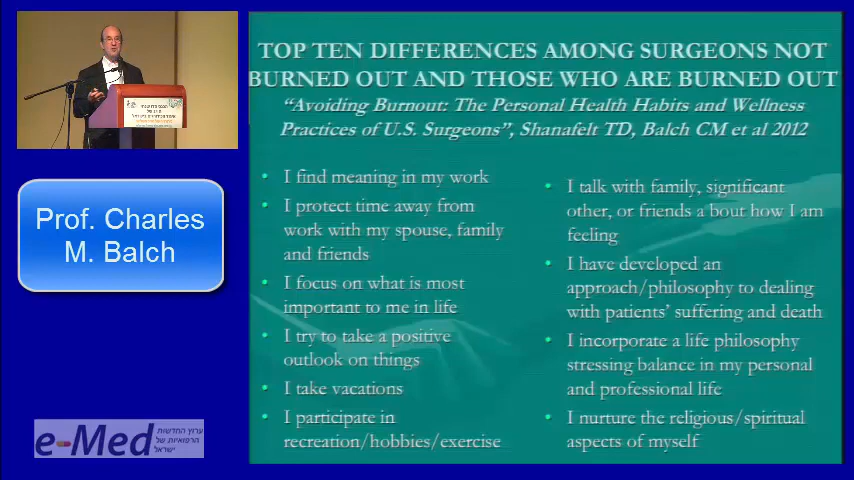 TOP TEN DIFFERENCES AMONG SURGEONS NOT
BURNED OUT AND THOSE WHO ARE BURNED OUT
“Avoiding Burnout: The Personal Health Habits and Wellness
Practices of U.S. Surgeons”, Shanafelt TD, Balch CM et al 2012
• I find meaning in my work
• I protect time away from
work with my spouse, family
and friends
• I focus on what is most
important to me in life
• I try to take a positive
outlook on things
• I take vacations
• I participate in
recreation/hobbies/exercise
• I talk with family, significant
other, or friends a bout how I am
feeling
• I have developed an
approach/philosophy to dealing
with patients’ suffering and death
• I incorporate a life philosophy
stressing balance in my personal
and professional life
• I nurture the religious/spiritual
aspects of myself
Prof. Charles
M. Balch
e-Med
ערוץ החדשות
הרפואיות של
ישראל